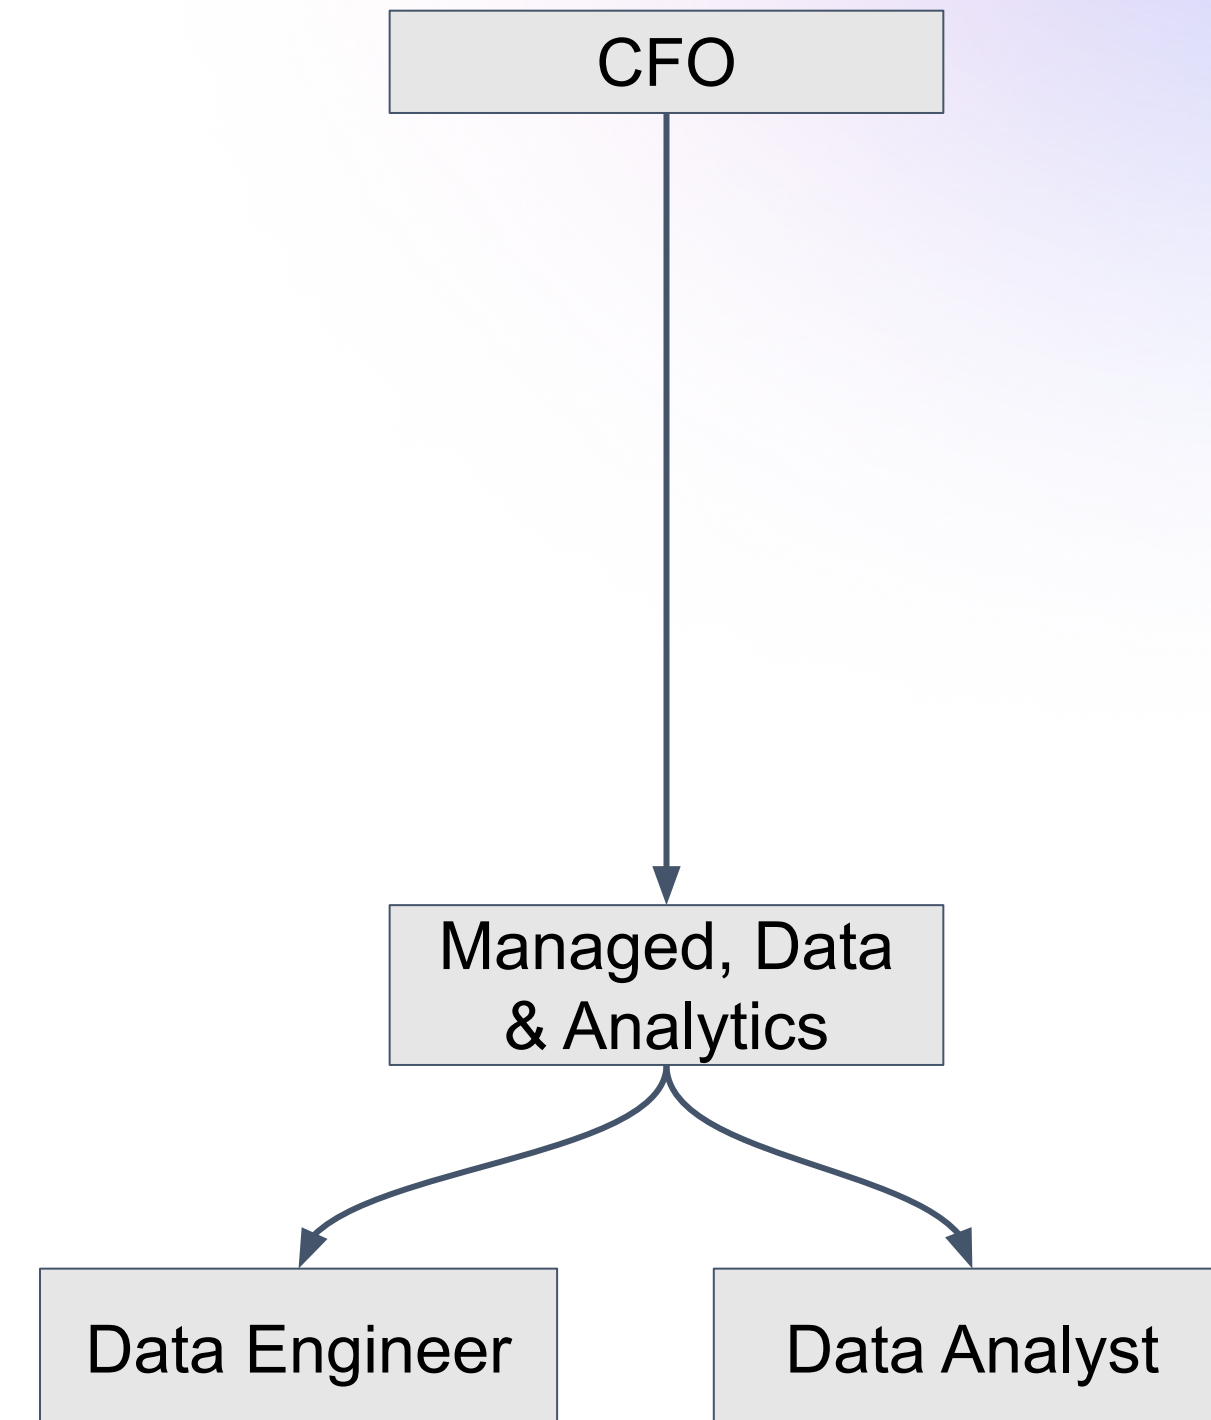 CFO
Managed, Data
& Analytics
Data Engineer
Data Analyst